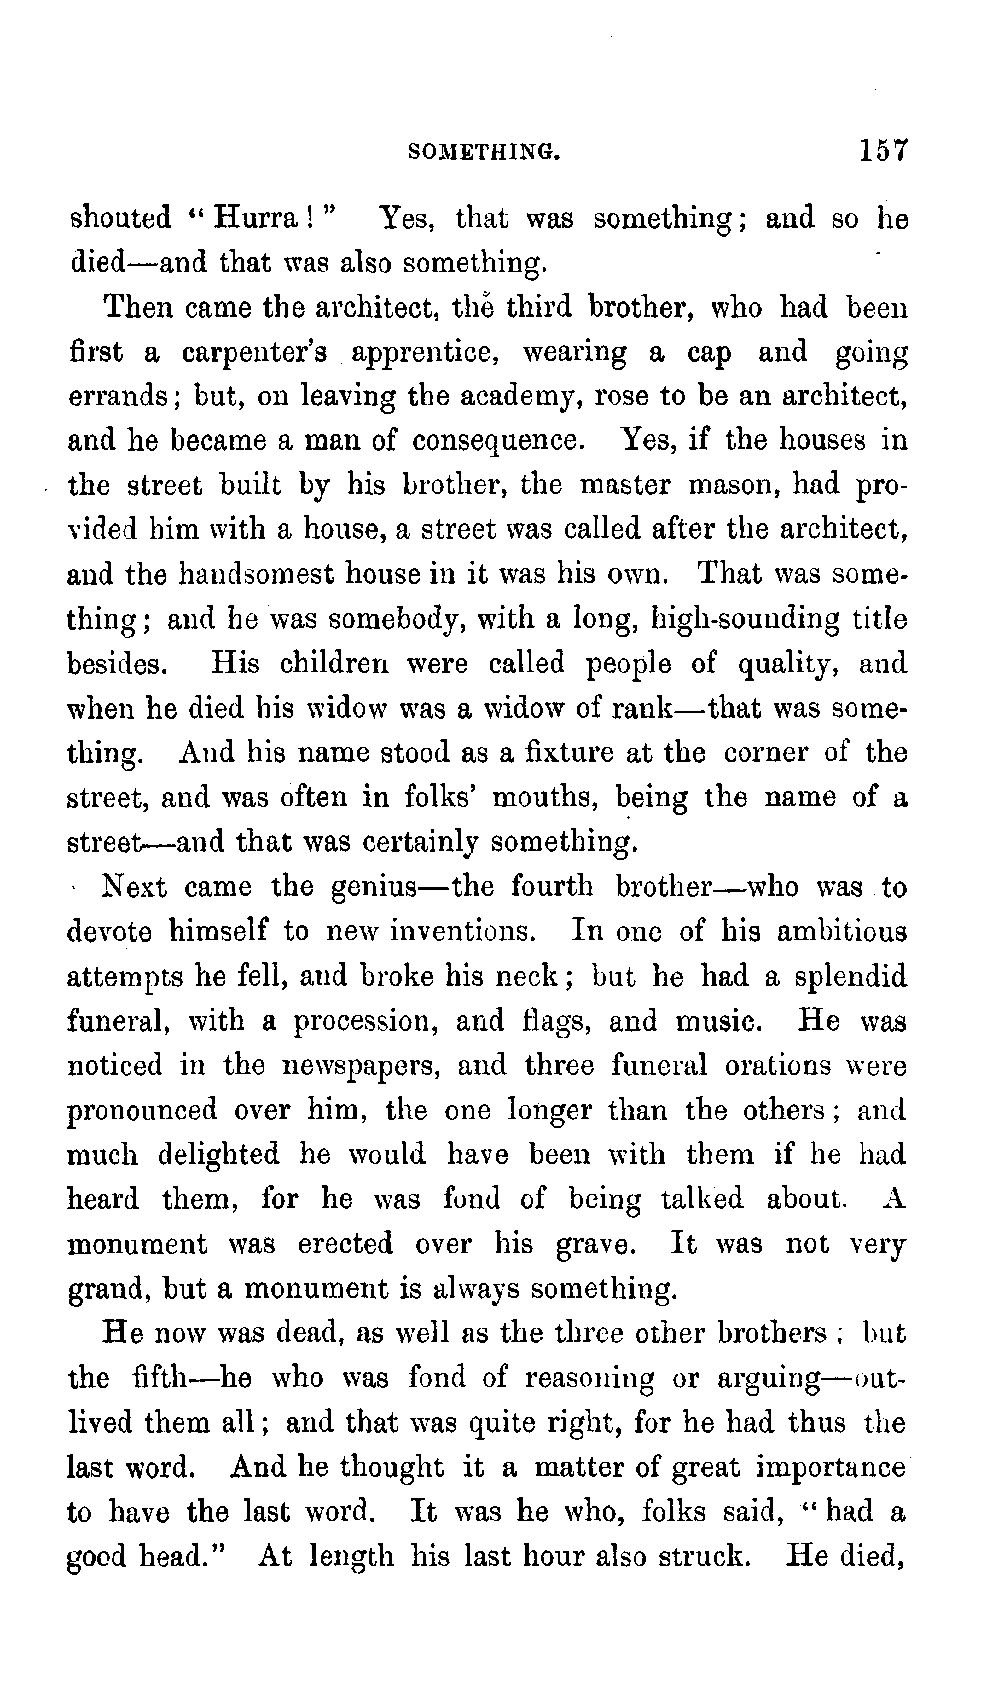 SOMETHING. 157
shouted “Hurra!” Yes, that was something; and so he
died—and that was also something.
Then came the architect, the third brother, who had been
first a carpenter’s apprentice, wearing a cap and going
errands; but, on leaving the academy, rose to be an architect,
and he became a man of consequence. Yes, if the houses in
the street built by his brother, the master mason, had pro-
vided him with a house, a street was called after the architect,
and the handsomest house in it was his own. That was some-
thing; and he was somebody, with a long, high-sounding title
besides. His children were called people of quality, and
when he died his widow was a widow of rank—that was some-
thing. And his name stood as a fixture at the corner of the
street, and was often in folks’ mouths, being the name of a
street—and that was certainly something.
Next came the genius—the fourth brother—who was to
devote himself to new inventions. In one of his ambitious
attempts he fell, and broke his neck; but he had a splendid
funeral, with a procession, and flags, and music. He was
noticed in the newspapers, and three funeral orations were
pronounced over him, the one longer than the others; and
much delighted he would have been with them if he had
heard them, for he was fond of being talked about. A
monument was erected over his grave. It was not very
grand, but a monument is always something.
He now was dead, as well as the three other brothers; but
the fifth—he who was fond of reasoning or arguing—out-
lived them all; and that was quite right, for he had thus the
last word. And he thought it a matter of great importance
to have the last word. It was he who, folks said, “had a
good head.” At length his last hour also struck. He died,